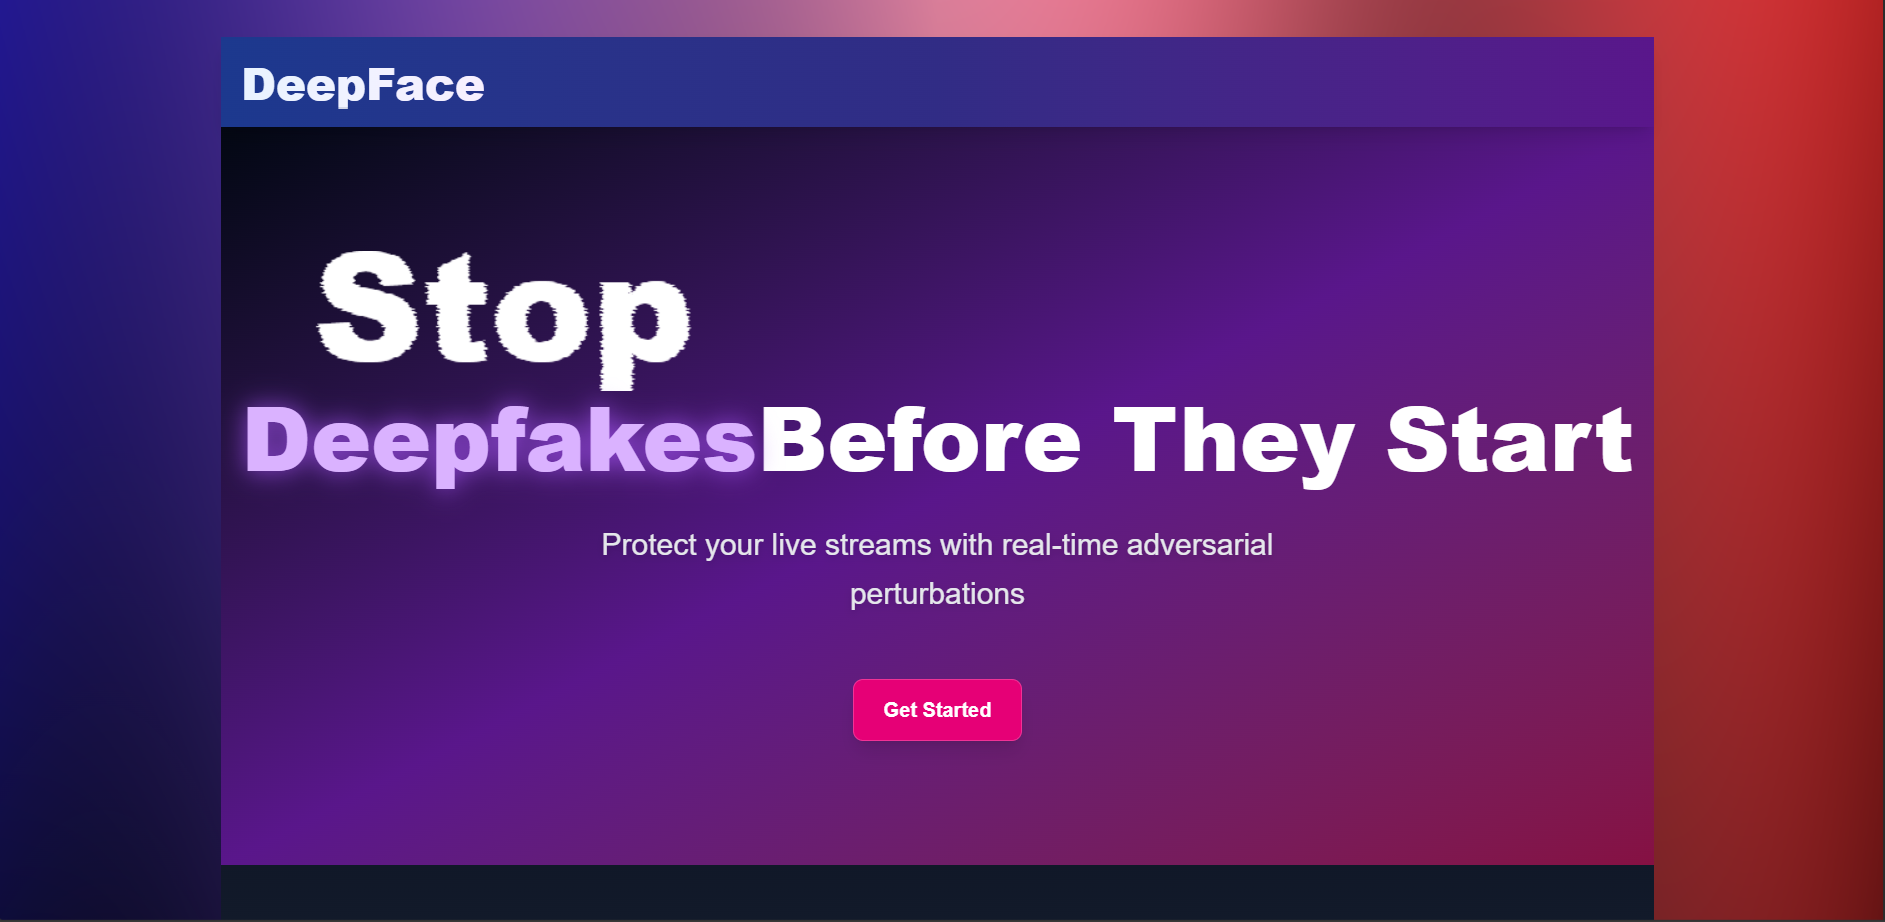 DeepFace
Stop
DeepfakesBefore They Start
Protect your live streams with real-time adversarial
perturbations
Get Started